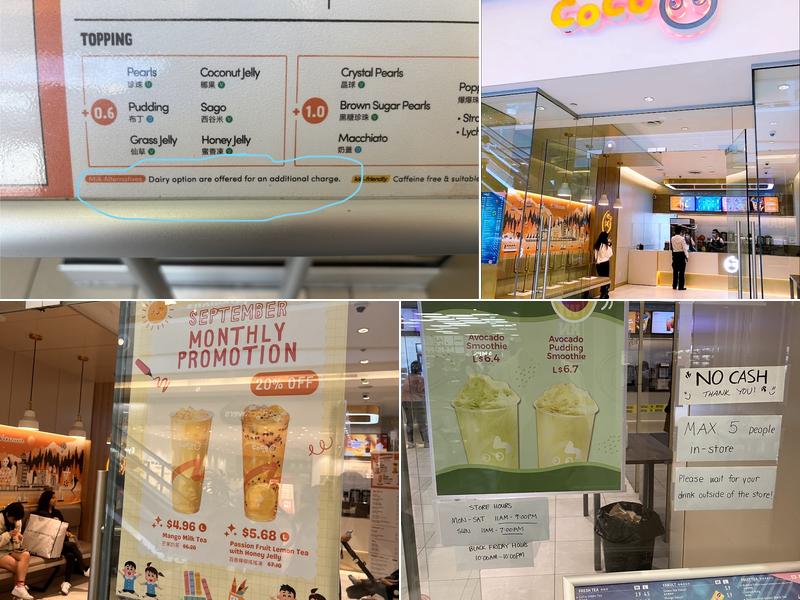 TOPPING
Pearls
珍珠 V
Coconut Jelly
椰果 V
+0.6
Pudding
布丁
Sago
西谷米 V
Grass Jelly
仙草 V
Honey Jelly
蜜香凍 V
Crystal Pearls
晶球 V
+1.0
Brown Sugar Pearls
黑糖珍珠 V
Macchiato
奶蓋
Milk Alternatives Dairy option are offered for an additional charge.
kid-friendly Caffeine free & suitable
CoCo
SEPTEMBER
MONTHLY
PROMOTION
20% OFF
$4.96 L
Mango Milk Tea
$5.68 L
Passion Fruit Lemon Tea
with Honey Jelly
Avocado
Smoothie
L$6.4
Avocado
Pudding
Smoothie
L$6.7
NO CASH
THANK YOU!
MAX 5 people
in-store
Please wait for your
drink outside of the store!
STORE HOURS
MON - SAT 11AM - 9:00PM
SUN 11AM - 7:00PM
BLACK FRIDAY HOURS
10:00AM - 10:00PM
FRESH TEA